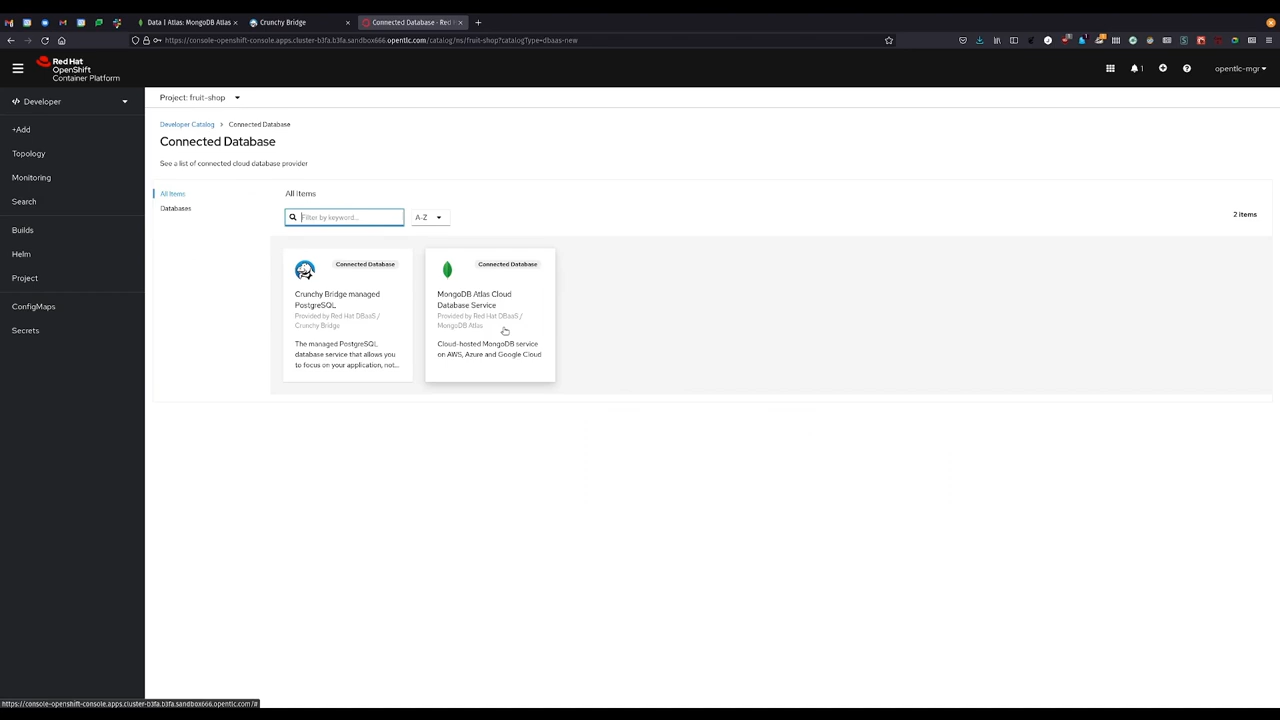 Data | Atlas: MongoDB Atlas
Crunchy Bridge
Connected Database · Red H
https://console-openshift-console.apps.cluster-b3fa.b3fa.sandbox666.opentlc.com/catalog/ns/fruit-shop?catalogType=dbaas-new
Red Hat
OpenShift
Container Platform
1
opentlc-mgr
Developer
+Add
Topology
Monitoring
Search
Builds
Helm
Project
ConfigMaps
Secrets
Project: fruit-shop
Developer Catalog > Connected Database
Connected Database
See a list of connected cloud database provider
All Items
Databases
All Items
Filter by keyword...
A-Z
2 items
Connected Database
Crunchy Bridge managed
PostgreSQL
Provided by Red Hat DBaaS /
Crunchy Bridge
The managed PostgreSQL
database service that allows you
to focus on your application, not...
Connected Database
MongoDB Atlas Cloud
Database Service
Provided by Red Hat DBaaS /
MongoDB Atlas
Cloud-hosted MongoDB service
on AWS, Azure and Google Cloud
https://console-openshift-console.apps.cluster-b3fa.b3fa.sandbox666.opentlc.com/#